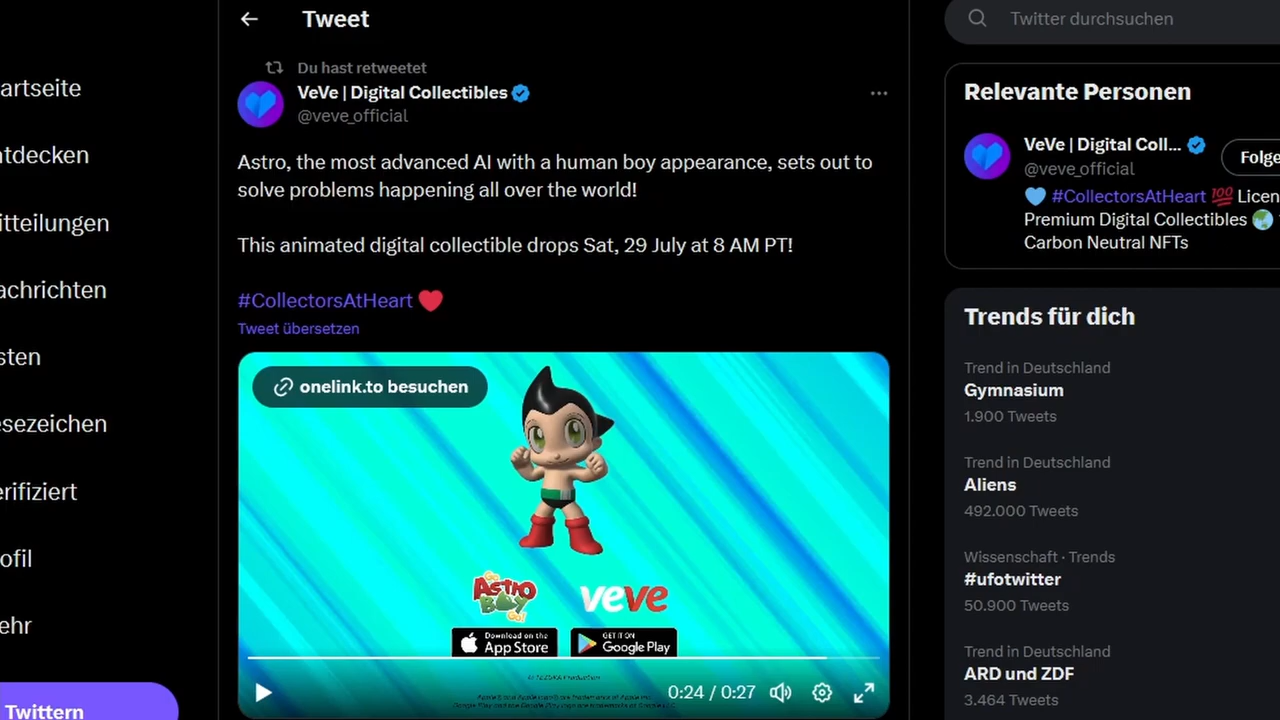 Tweet
Twitter durchsuchen
artseite
tdecken
itteilungen
achrichten
sten
esezeichen
erifiziert
ofil
ehr
Twittern
Du hast retweetet
VeVe | Digital Collectibles
@veve_official
Astro, the most advanced AI with a human boy appearance, sets out to
solve problems happening all over the world!
This animated digital collectible drops Sat, 29 July at 8 AM PT!
#CollectorsAtHeart
Tweet übersetzen
onelink.to besuchen
Go
ASTRO
BOY
Go!
veve
Download on the
App Store
GET IT ON
Google Play
© TEZUKA Production
0:24 / 0:27
Relevante Personen
VeVe | Digital Coll...
@veve_official
Folge
#CollectorsAtHeart 💯 Licen
Premium Digital Collectibles
Carbon Neutral NFTs
Trends für dich
Trend in Deutschland
Gymnasium
1.900 Tweets
Trend in Deutschland
Aliens
492.000 Tweets
Wissenschaft · Trends
#ufotwitter
50.900 Tweets
Trend in Deutschland
ARD und ZDF
3.464 Tweets